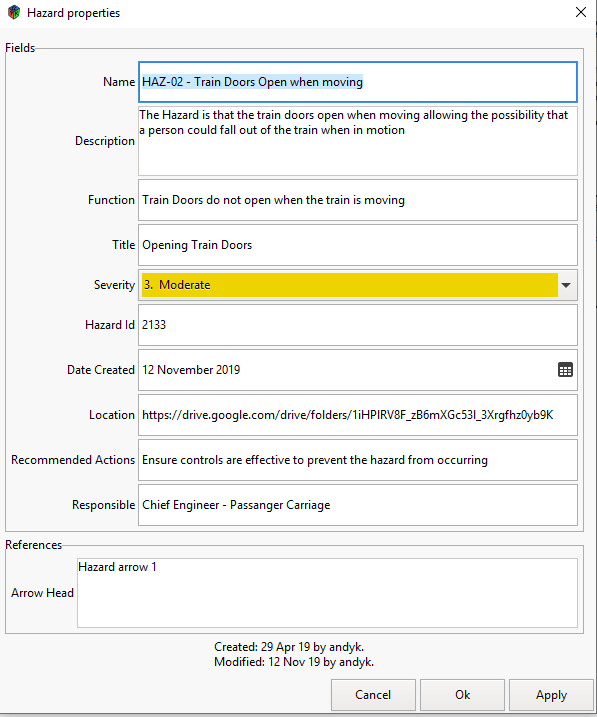 Hazard properties
Fields
Name HAZ-02 - Train Doors Open when moving
Description The Hazard is that the train doors open when moving allowing the possibility that
a person could fall out of the train when in motion
Function Train Doors do not open when the train is moving
Title Opening Train Doors
Severity 3. Moderate
Hazard Id 2133
Date Created 12 November 2019
Location https://drive.google.com/drive/folders/1iHPIRV8F_zB6mXGc53I_3Xrgfhz0yb9K
Recommended Actions Ensure controls are effective to prevent the hazard from occurring
Responsible Chief Engineer - Passanger Carriage
References
Arrow Head Hazard arrow 1
Created: 29 Apr 19 by andyk.
Modified: 12 Nov 19 by andyk.
Cancel Ok Apply